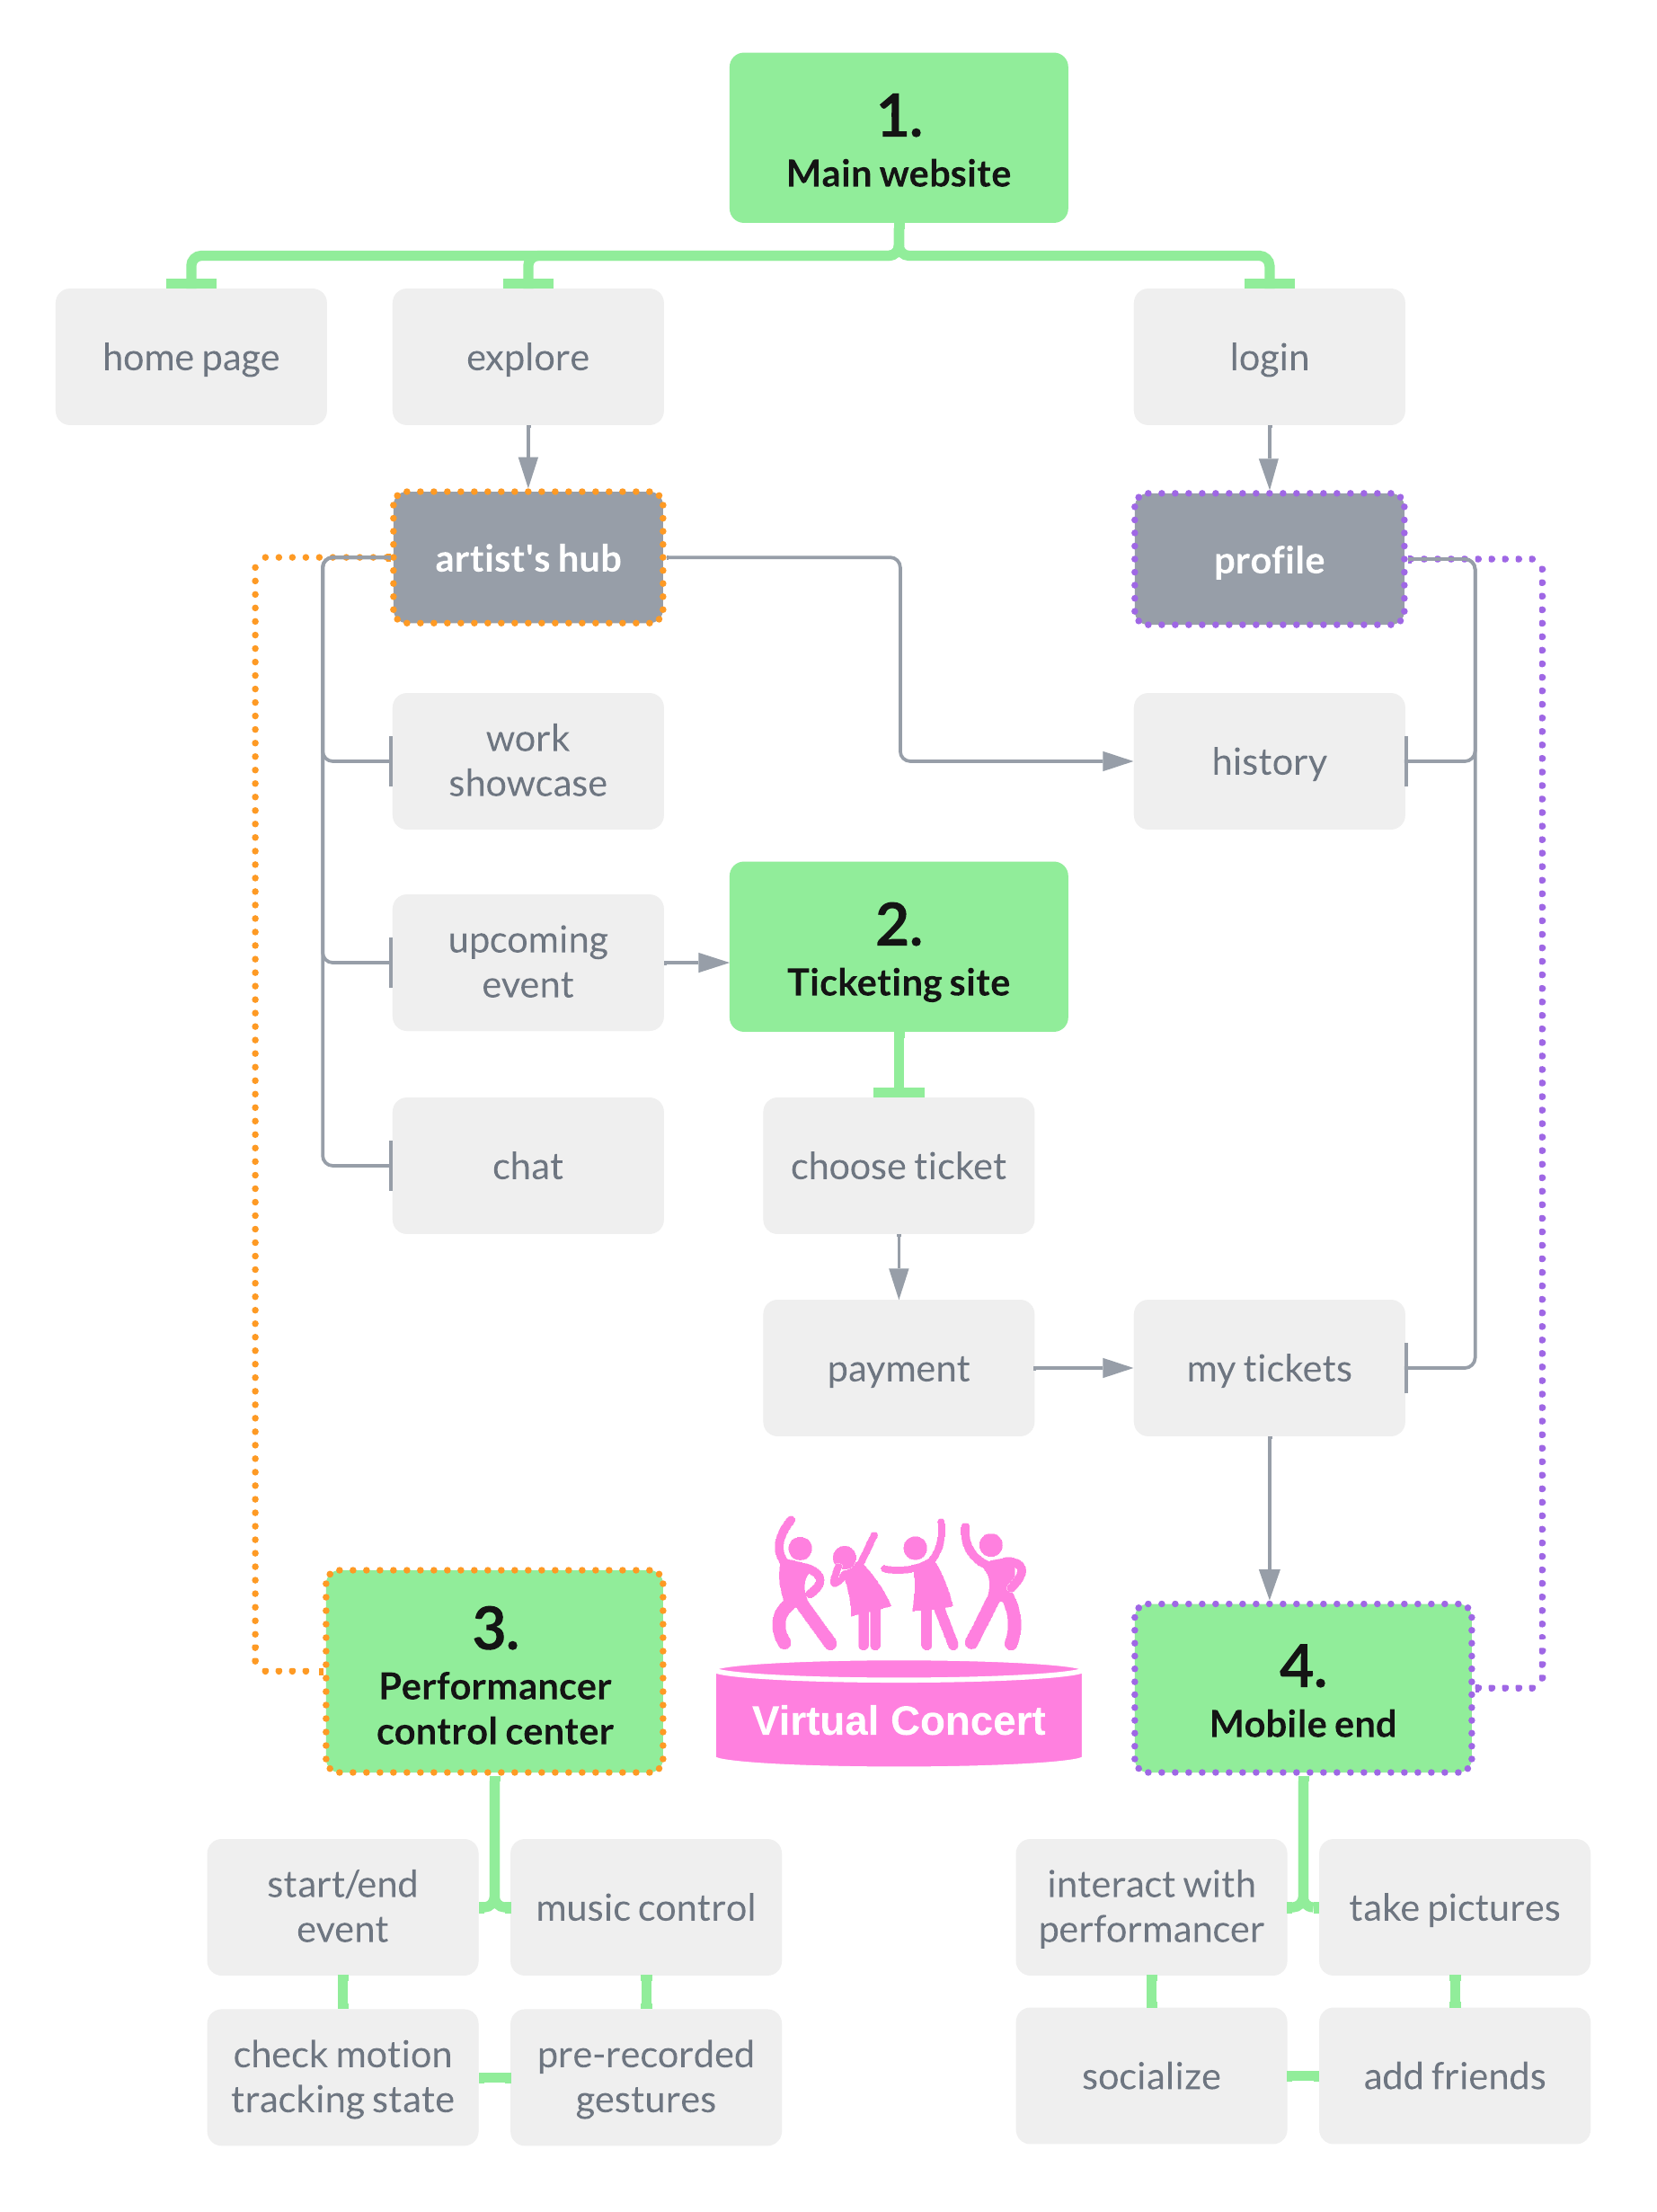 1.
Main website
home page
explore
login
artist's hub
profile
work
showcase
history
upcoming
event
2.
Ticketing site
chat
choose ticket
payment
my tickets
3.
Performancer
control center
Virtual Concert
4.
Mobile end
start/end
event
music control
check motion
tracking state
pre-recorded
gestures
interact with
performancer
take pictures
socialize
add friends